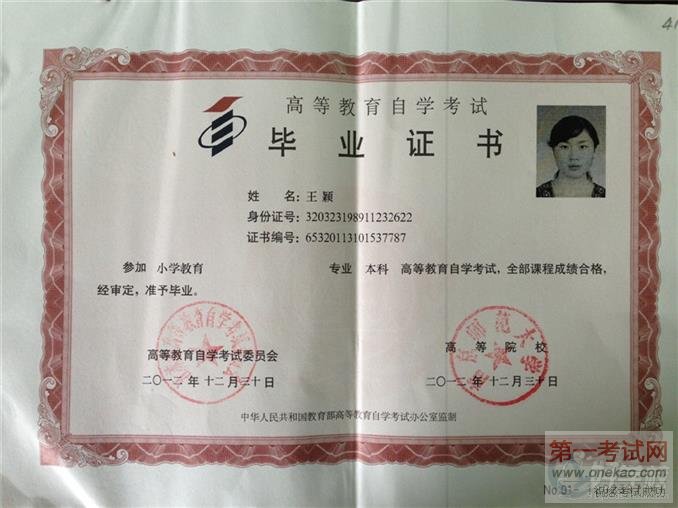 高等教育自学考试
毕业证书
姓 名：王 颖
身份证号：320323198911232622
证书编号：65320113101537787
参加 小学教育 专业 本科 高等教育自学考试，全部课程成绩合格，
经审定，准予毕业。
高等教育自学考试委员会
高 等 院 校
二〇一二年 十二月 三十日
二〇一二年 十二月 三十日
中华人民共和国教育部高等教育自学考试办公室监制
第一考试网
www.onekao.com